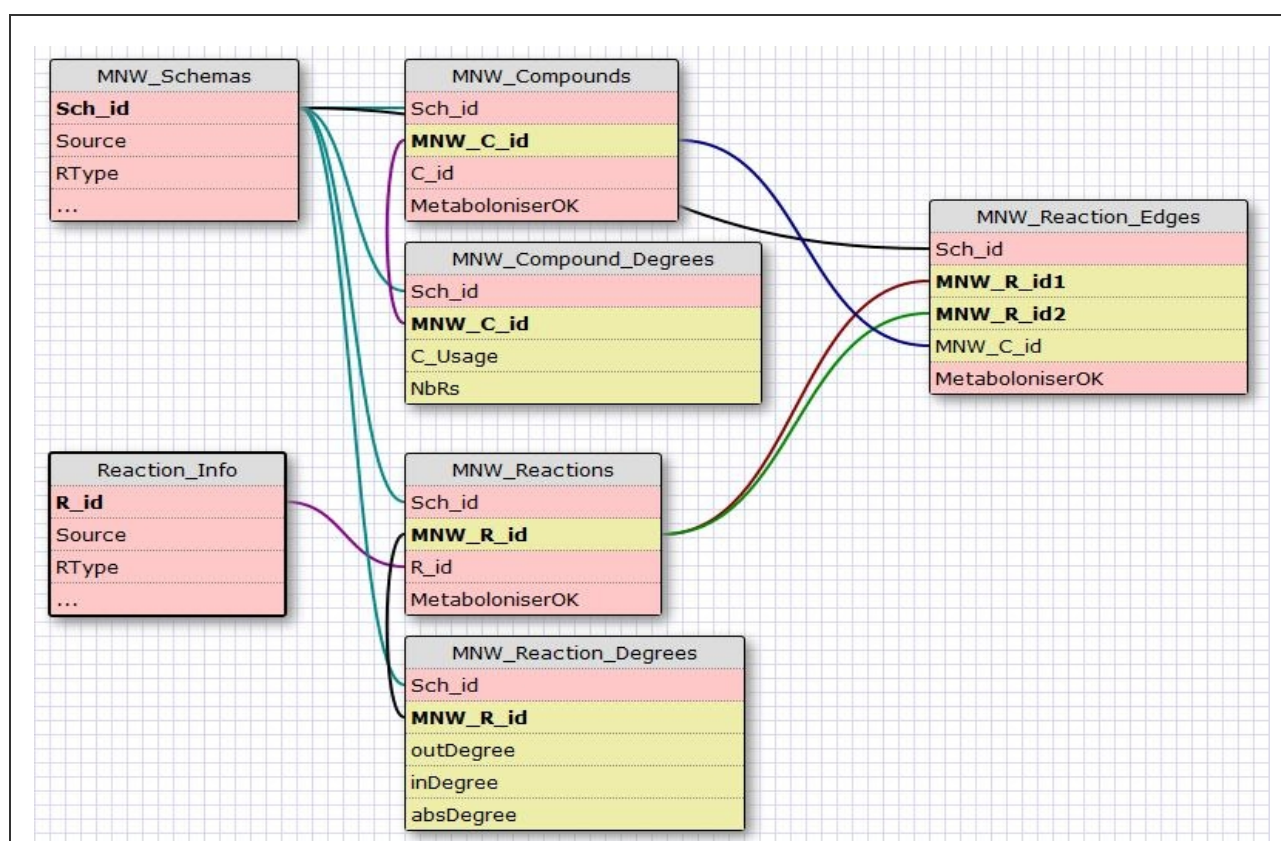 MNW_Schemas
Sch_id
Source
RType
...
MNW_Compounds
Sch_id
MNW_C_id
C_id
MetaboloniserOK
MNW_Compound_Degrees
Sch_id
MNW_C_id
C_Usage
NbRs
MNW_Reaction_Edges
Sch_id
MNW_R_id1
MNW_R_id2
MNW_C_id
MetaboloniserOK
Reaction_Info
R_id
Source
RType
...
MNW_Reactions
Sch_id
MNW_R_id
R_id
MetaboloniserOK
MNW_Reaction_Degrees
Sch_id
MNW_R_id
outDegree
inDegree
absDegree